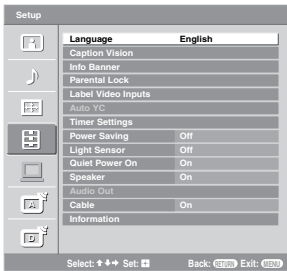 Setup
Language English
Caption Vision
Info Banner
Parental Lock
Label Video Inputs
Auto YC
Timer Settings
Power Saving Off
Light Sensor Off
Quiet Power On On
Speaker On
Audio Out
Cable On
Information
A
D
Select: ⬆⬇➡ Set: + Back: RETURN Exit: MENU